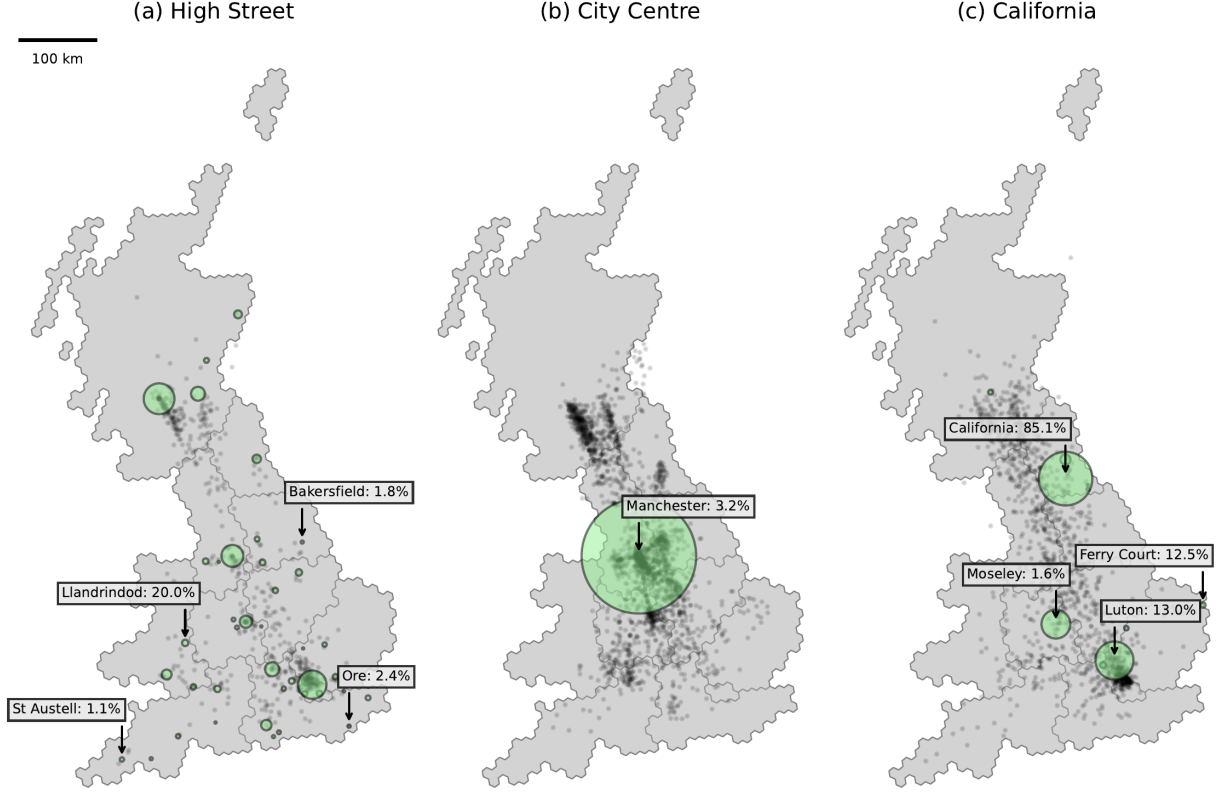 (a) High Street
(b) City Centre
(c) California
100 km
California: 85.1%
Bakersfield: 1.8%
Manchester: 3.2%
Ferry Court: 12.5%
Moseley: 1.6%
Llandrindod: 20.0%
Luton: 13.0%
Ore: 2.4%
St Austell: 1.1%